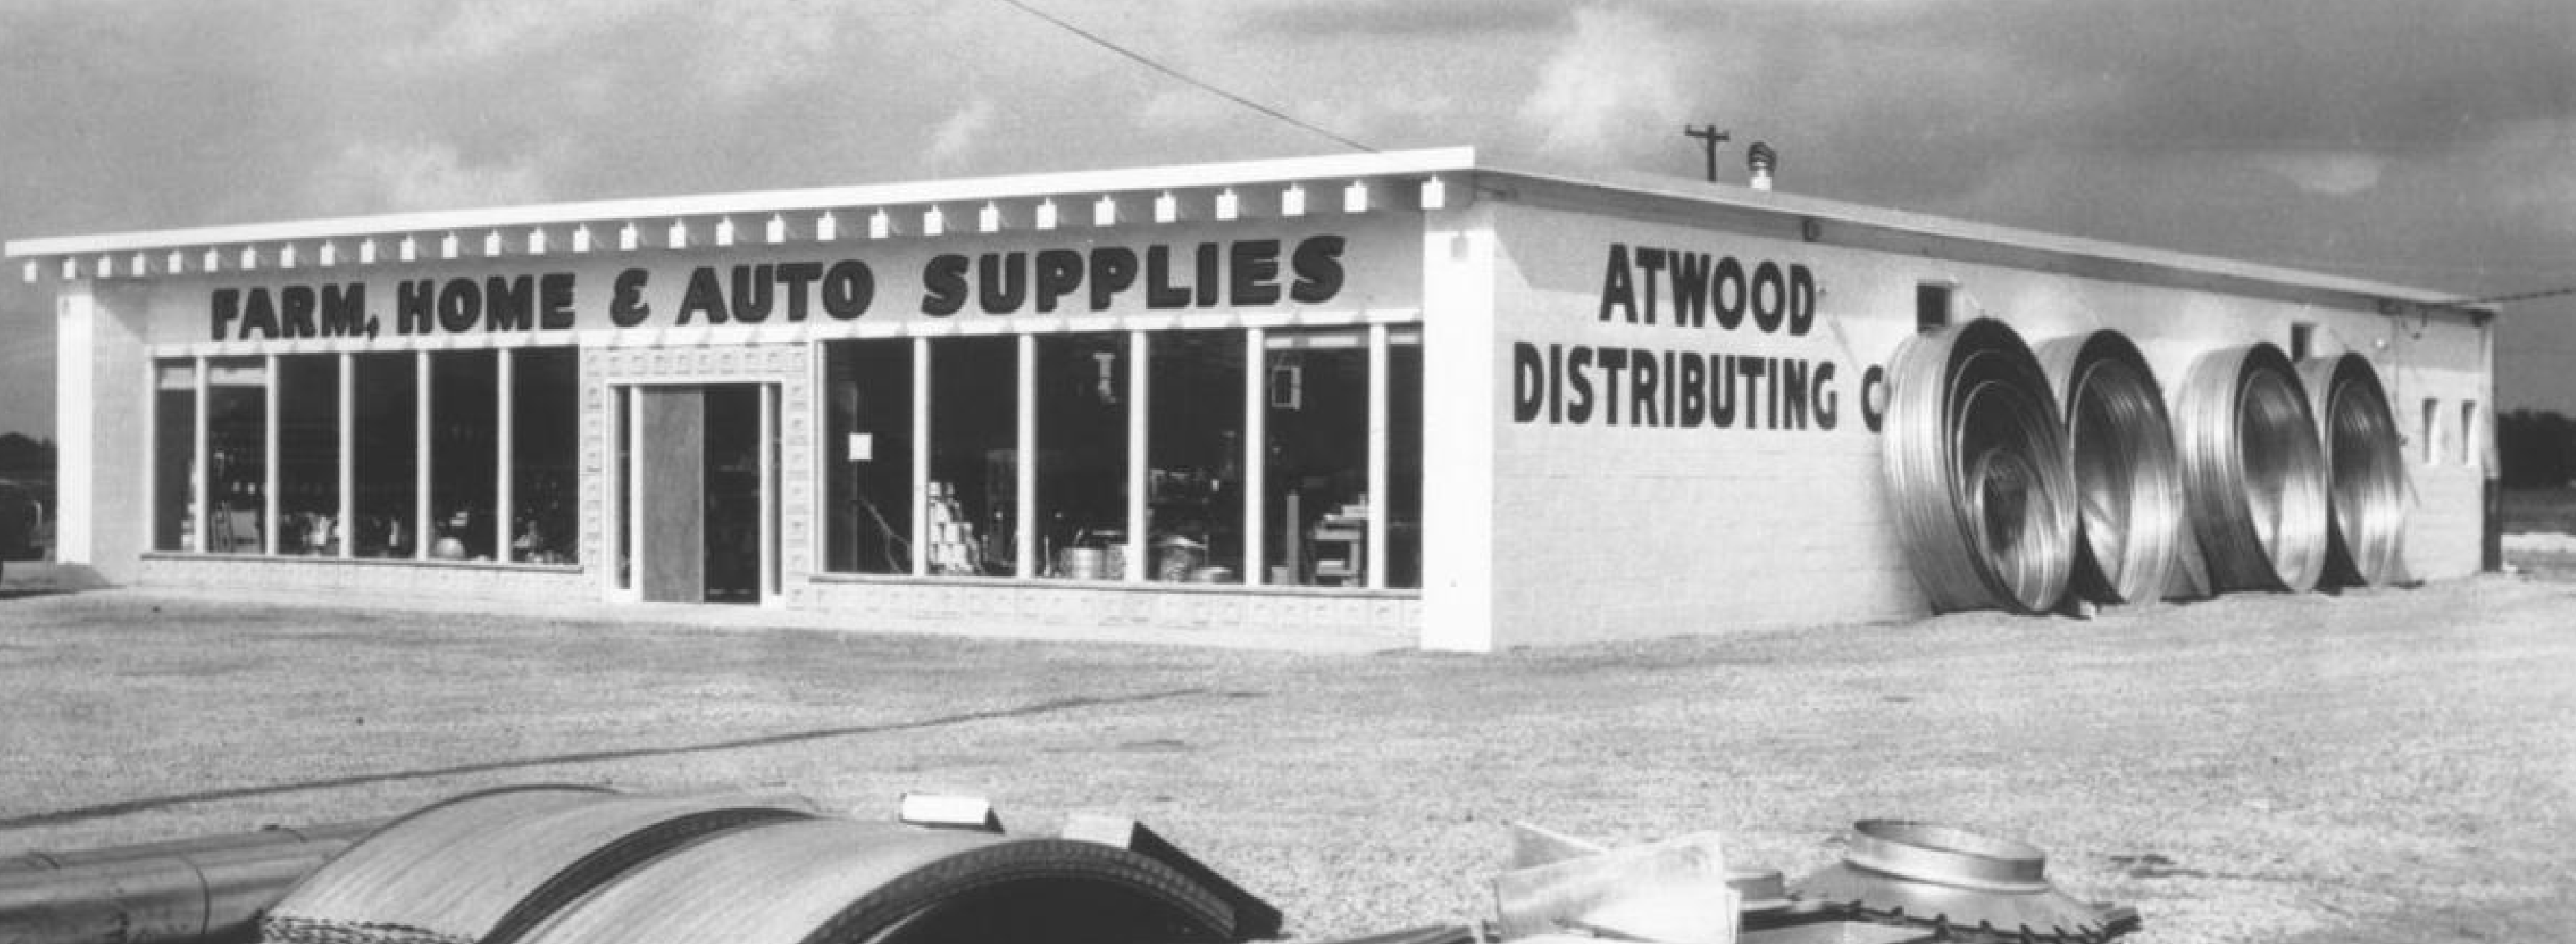 FARM, HOME & AUTO SUPPLIES
ATWOOD
DISTRIBUTING C